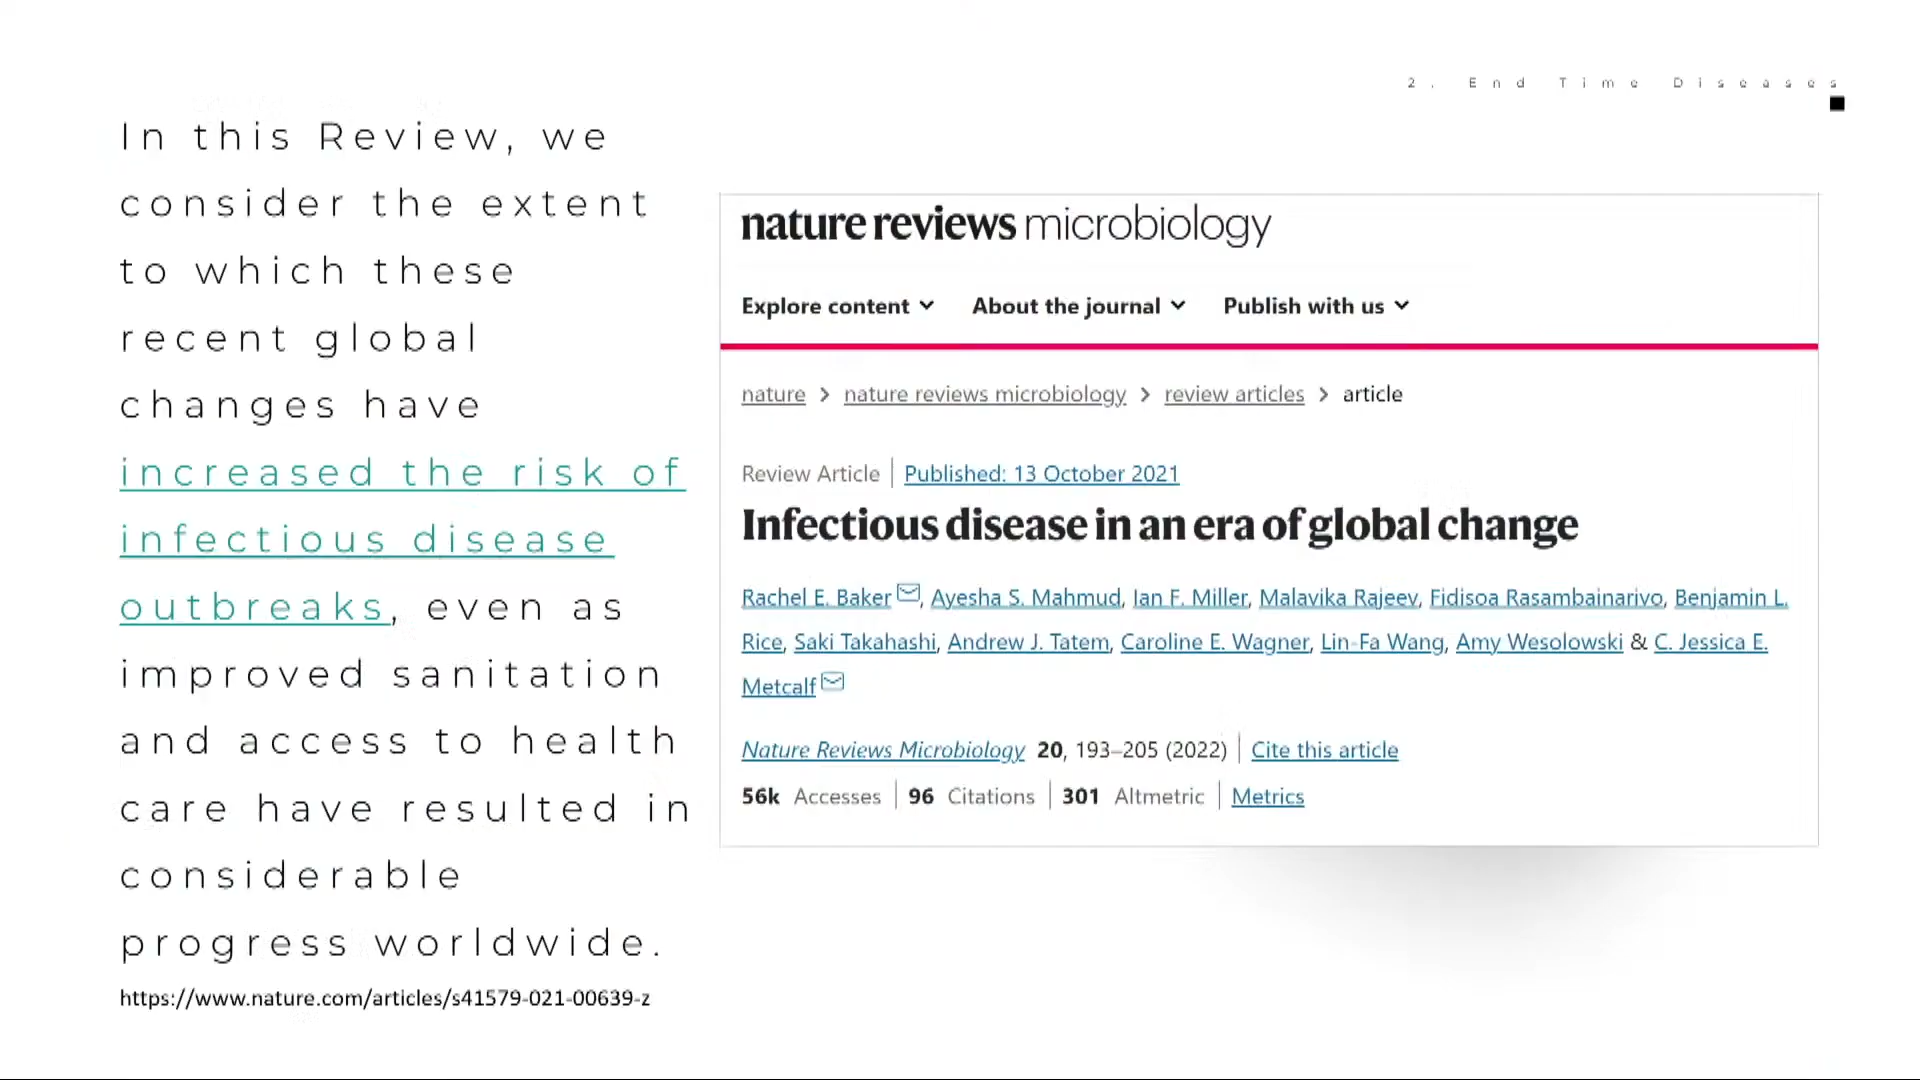 2. End Time Diseases
In this Review, we
consider the extent
to which these
recent global
changes have
increased the risk of
infectious disease
outbreaks, even as
improved sanitation
and access to health
care have resulted in
considerable
progress worldwide.
https://www.nature.com/articles/s41579-021-00639-z
nature reviews microbiology
Explore content About the journal Publish with us
nature > nature reviews microbiology > review articles > article
Review Article | Published: 13 October 2021
Infectious disease in an era of global change
Rachel E. Baker, Ayesha S. Mahmud, Ian F. Miller, Malavika Rajeev, Fidisoa Rasambainarivo, Benjamin L.
Rice, Saki Takahashi, Andrew J. Tatem, Caroline E. Wagner, Lin-Fa Wang, Amy Wesolowski & C. Jessica E.
Metcalf
Nature Reviews Microbiology 20, 193–205 (2022) | Cite this article
56k Accesses | 96 Citations | 301 Altmetric | Metrics